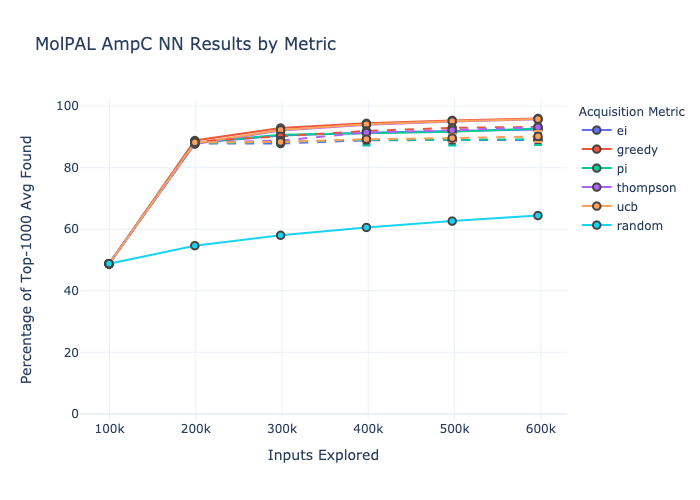 MolPAL AmpC NN Results by Metric
Percentage of Top-1000 Avg Found
100
80
60
40
20
0
100k
200k
300k
400k
500k
600k
Inputs Explored
Acquisition Metric
ei
greedy
pi
thompson
ucb
random